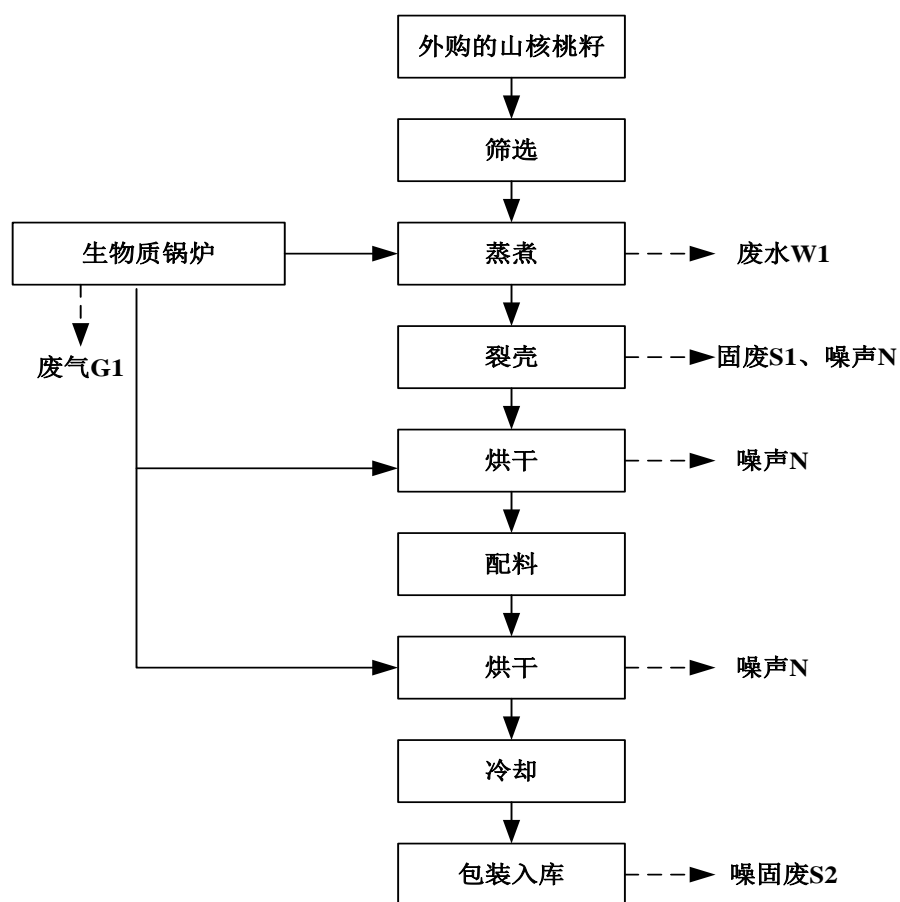 外购的山核桃籽
筛选
生物质锅炉
蒸煮
废水W1
废气G1
裂壳
固废S1、噪声N
烘干
噪声N
配料
烘干
噪声N
冷却
包装入库
噪固废S2